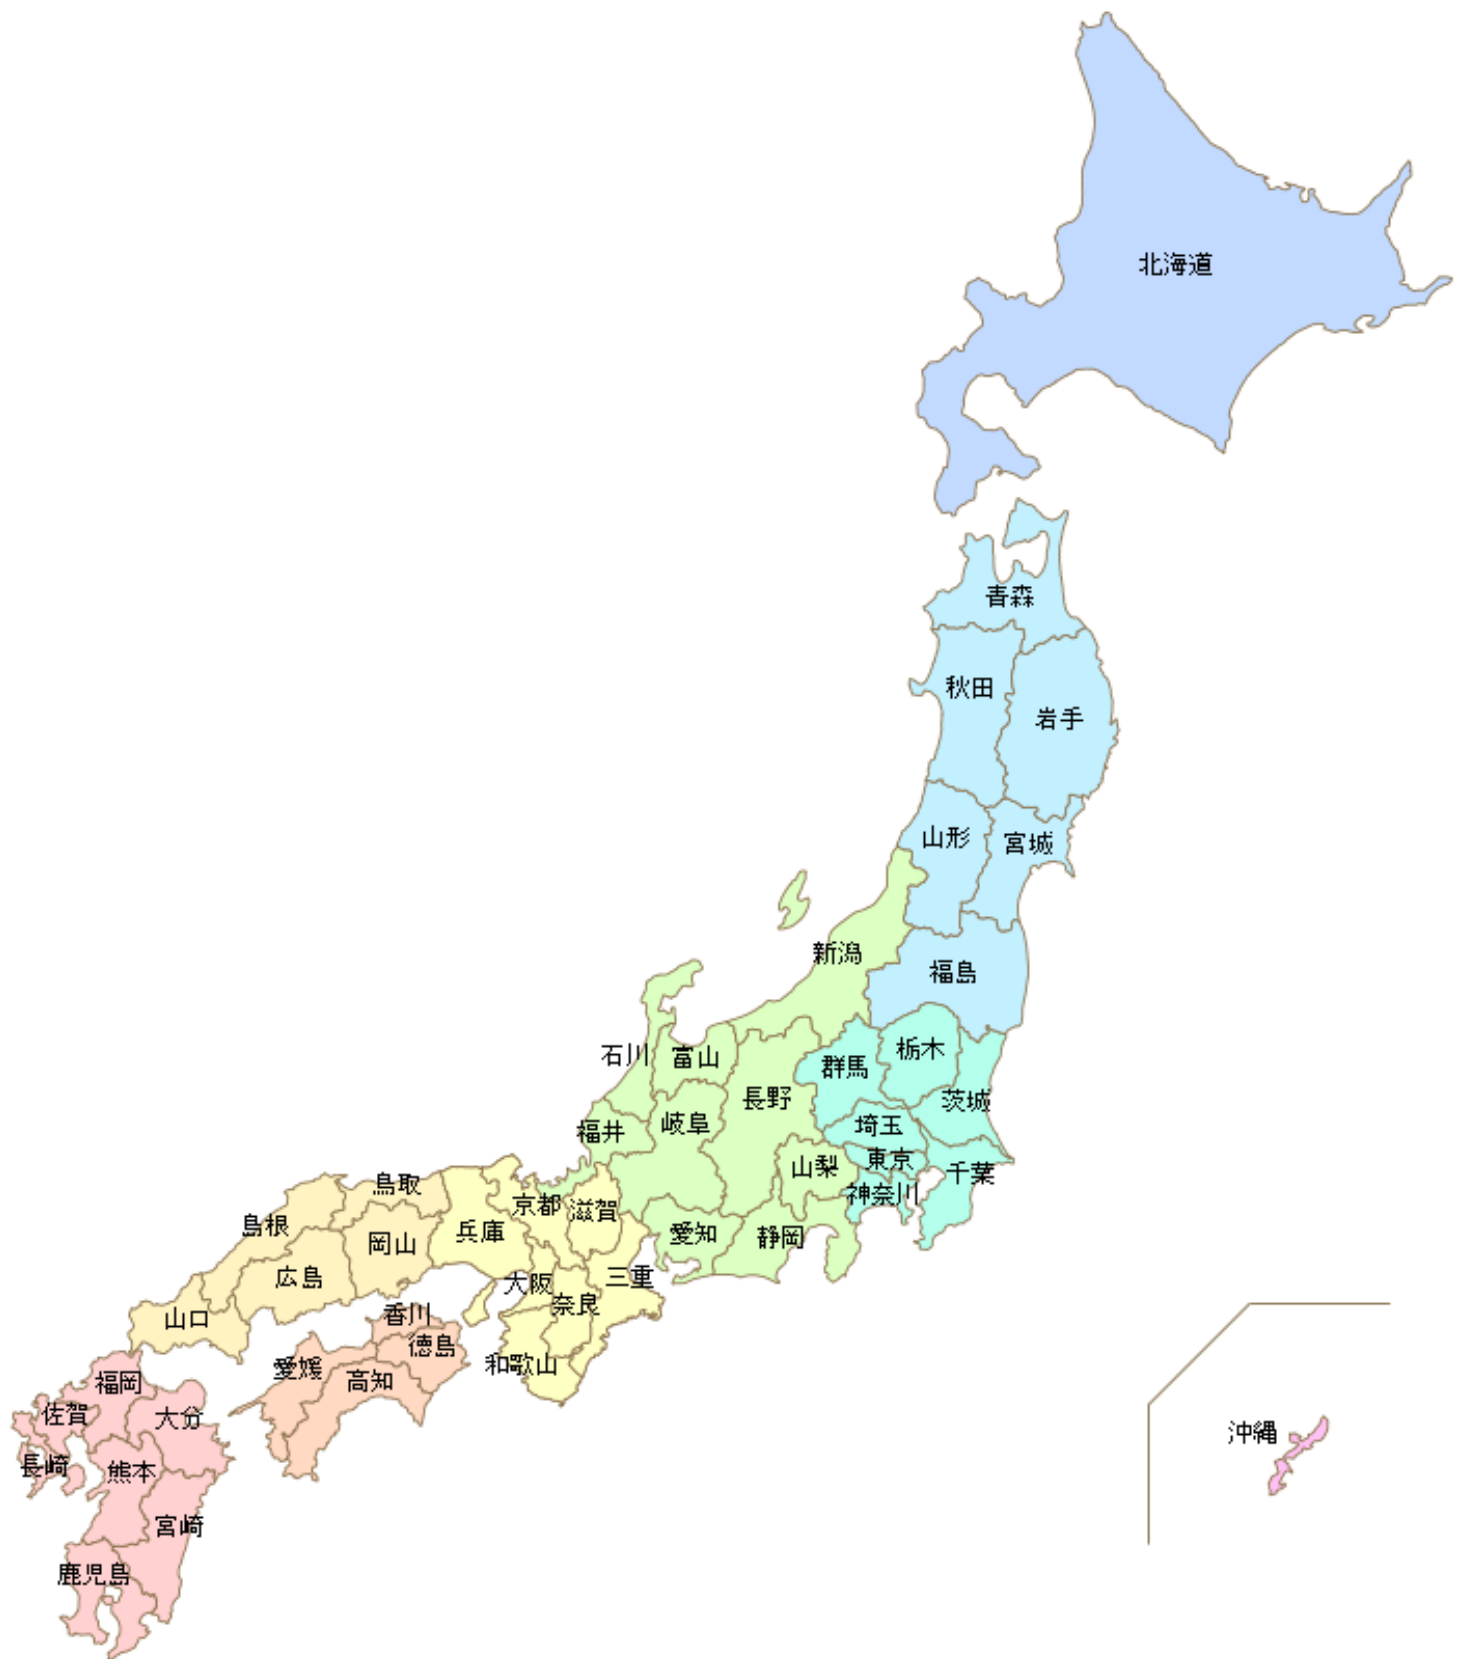 北海道
青森
秋田
岩手
山形
宮城
新潟
福島
石川
富山
群馬
栃木
長野
茨城
福井
岐阜
埼玉
山梨
東京
千葉
神奈川
鳥取
京都
滋賀
島根
岡山
兵庫
愛知
静岡
広島
大阪
三重
奈良
山口
香川
徳島
和歌山
愛媛
高知
福岡
佐賀
大分
長崎
熊本
宮崎
鹿児島
沖縄